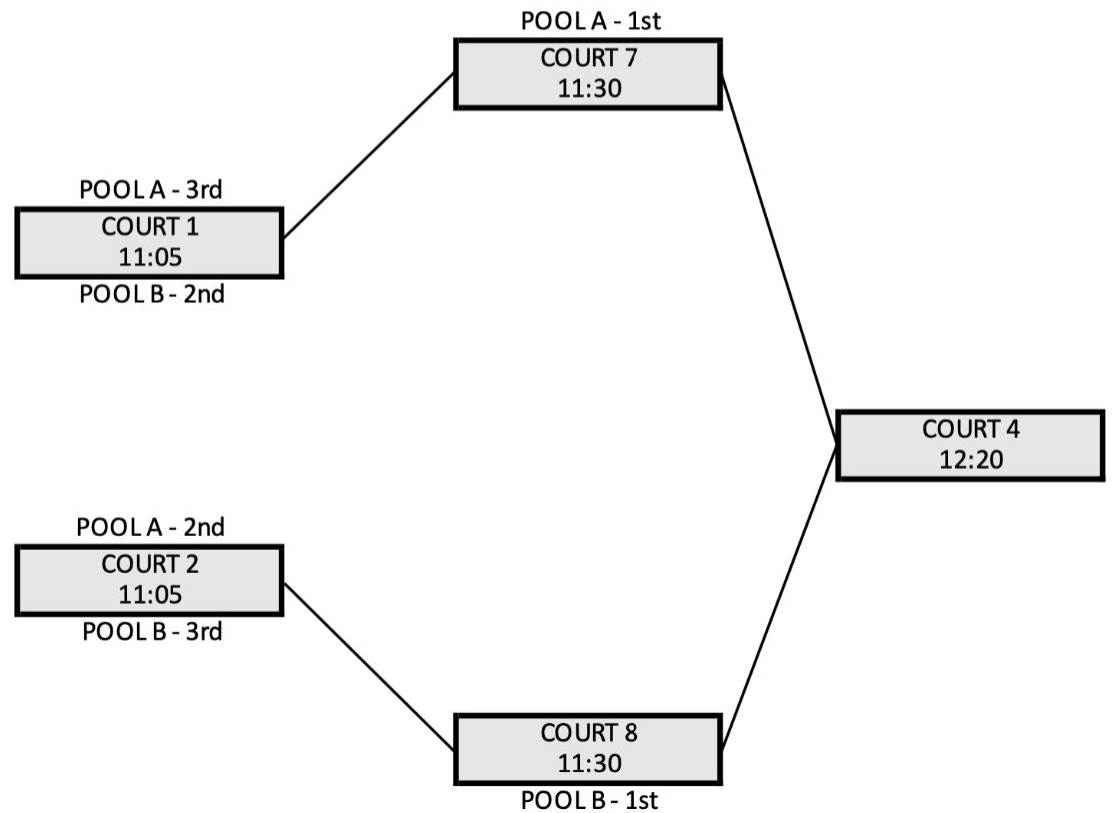 POOL A - 1st
COURT 7
11:30
POOL A - 3rd
COURT 1
11:05
POOL B - 2nd
COURT 4
12:20
POOL A - 2nd
COURT 2
11:05
POOL B - 3rd
COURT 8
11:30
POOL B - 1st